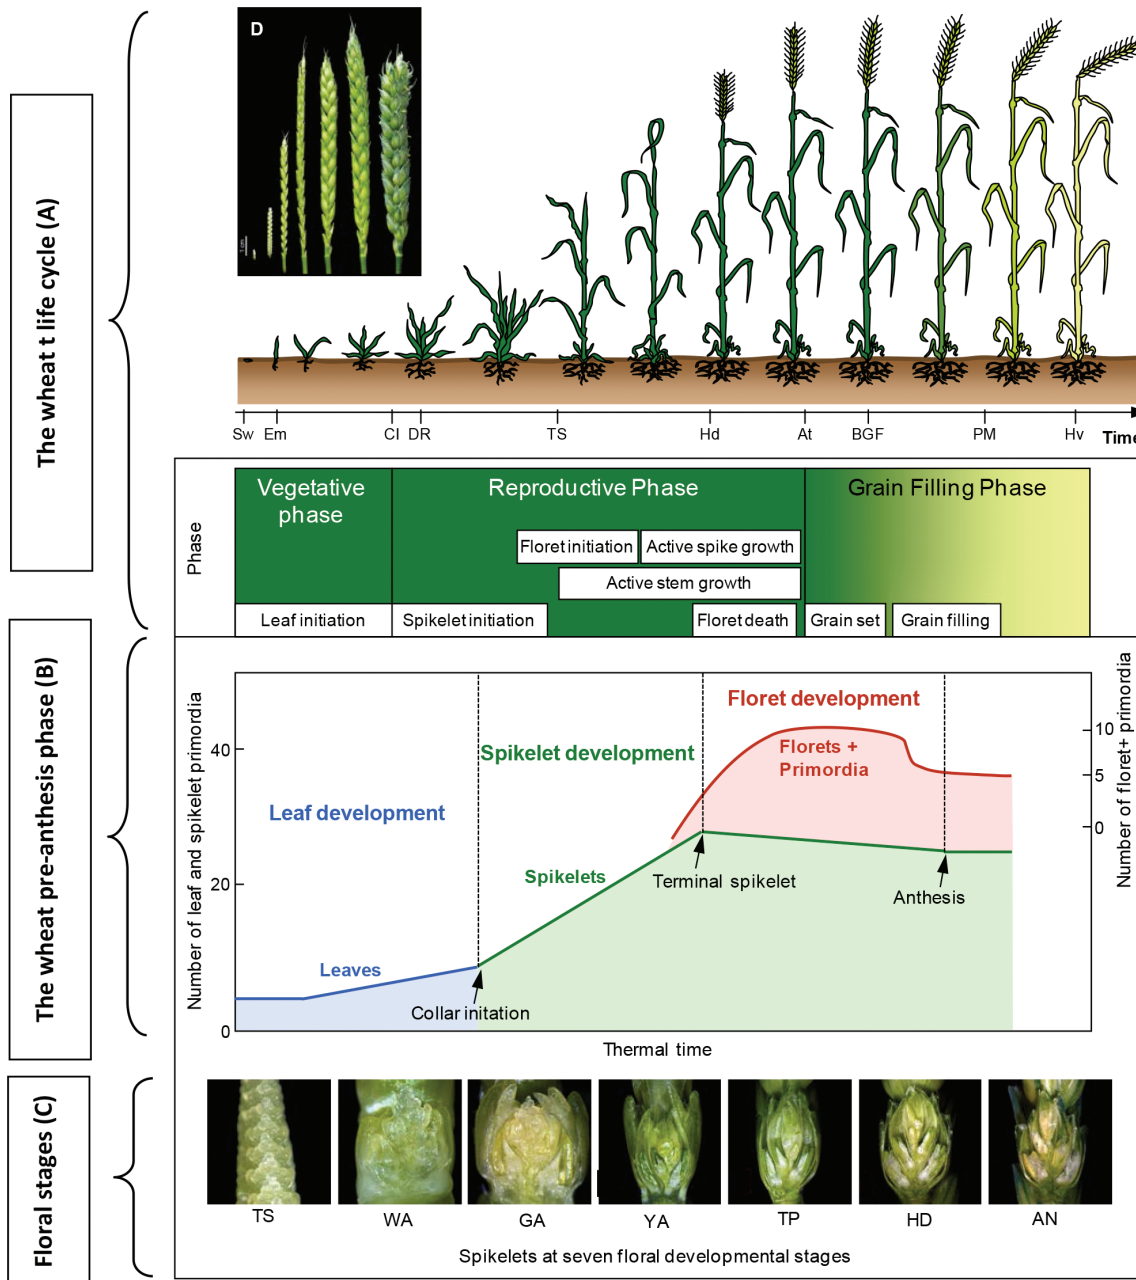 The wheat t life cycle (A)
D
1 cm
Sw Em CI DR TS Hd At BGF PM Hv Time
Phase
Vegetative
phase
Reproductive Phase
Grain Filling Phase
Floret initiation
Active spike growth
Active stem growth
Leaf initiation
Spikelet initiation
Floret death
Grain set
Grain filling
The wheat pre-anthesis phase (B)
Number of leaf and spikelet primordia
40
20
0
Number of floret+ primordia
10
5
0
Floret development
Spikelet development
Florets +
Primordia
Leaf development
Spikelets
Terminal spikelet
Anthesis
Leaves
Collar initation
Thermal time
Floral stages (C)
TS WA GA YA TP HD AN
Spikelets at seven floral developmental stages